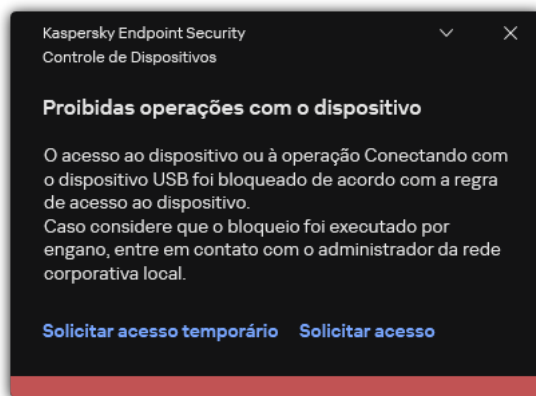 Kaspersky Endpoint Security
Controle de Dispositivos
Proibidas operações com o dispositivo
O acesso ao dispositivo ou à operação Conectando com
o dispositivo USB foi bloqueado de acordo com a regra
de acesso ao dispositivo.
Caso considere que o bloqueio foi executado por
engano, entre em contato com o administrador da rede
corporativa local.
Solicitar acesso temporário Solicitar acesso